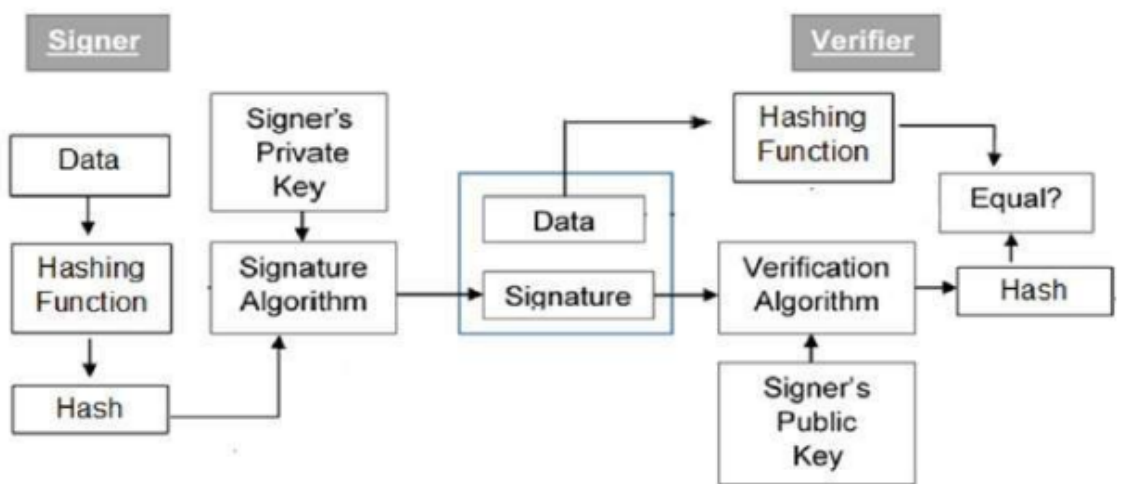 Signer
Verifier
Data
Hashing
Function
Hash
Signer's
Private
Key
Signature
Algorithm
Data
Signature
Hashing
Function
Verification
Algorithm
Signer's
Public
Key
Equal?
Hash